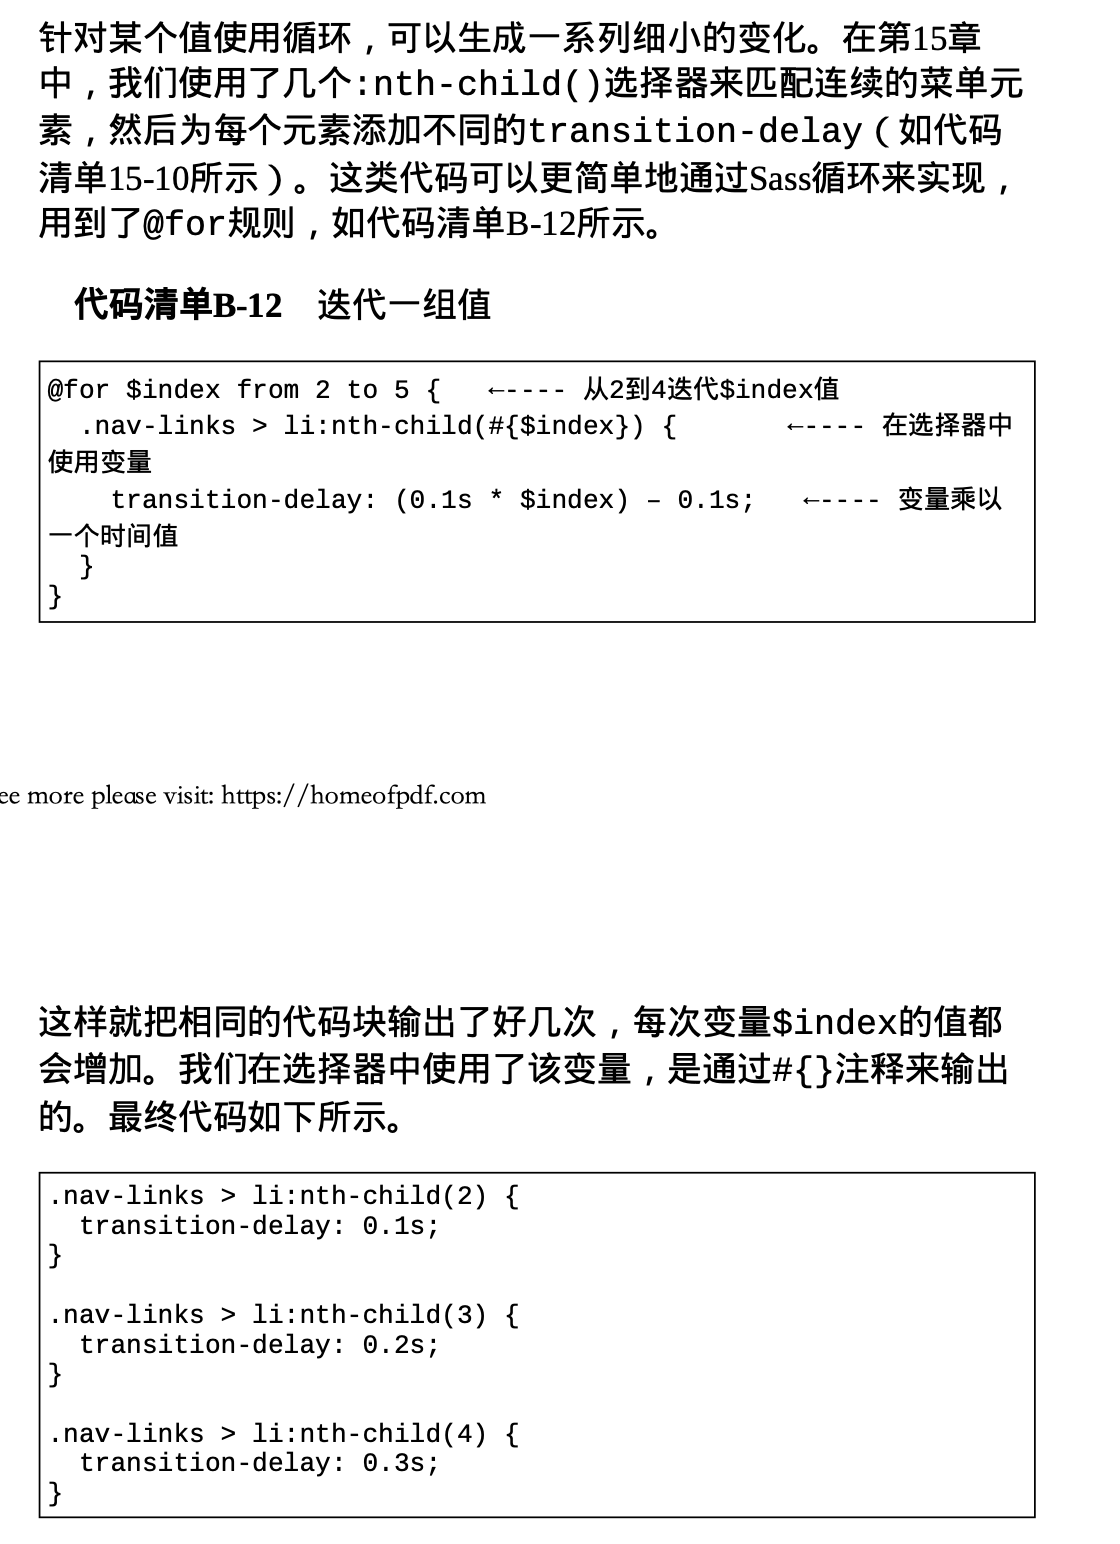 针对某个值使用循环，可以生成一系列细小的变化。在第15章
中，我们使用了几个:nth-child()选择器来匹配连续的菜单元
素，然后为每个元素添加不同的transition-delay（如代码
清单15-10所示）。这类代码可以更简单地通过Sass循环来实现，
用到了@for规则，如代码清单B-12所示。
代码清单B-12　迭代一组值
@for $index from 2 to 5 {   ←---- 从2到4迭代$index值
  .nav-links > li:nth-child(#{$index}) {       ←---- 在选择器中
使用变量
    transition-delay: (0.1s * $index) – 0.1s;   ←---- 变量乘以
一个时间值
  }
}
ee more please visit: https://homeofpdf.com
这样就把相同的代码块输出了好几次，每次变量$index的值都
会增加。我们在选择器中使用了该变量，是通过#{}注释来输出
的。最终代码如下所示。
.nav-links > li:nth-child(2) {
  transition-delay: 0.1s;
}
.nav-links > li:nth-child(3) {
  transition-delay: 0.2s;
}
.nav-links > li:nth-child(4) {
  transition-delay: 0.3s;
}